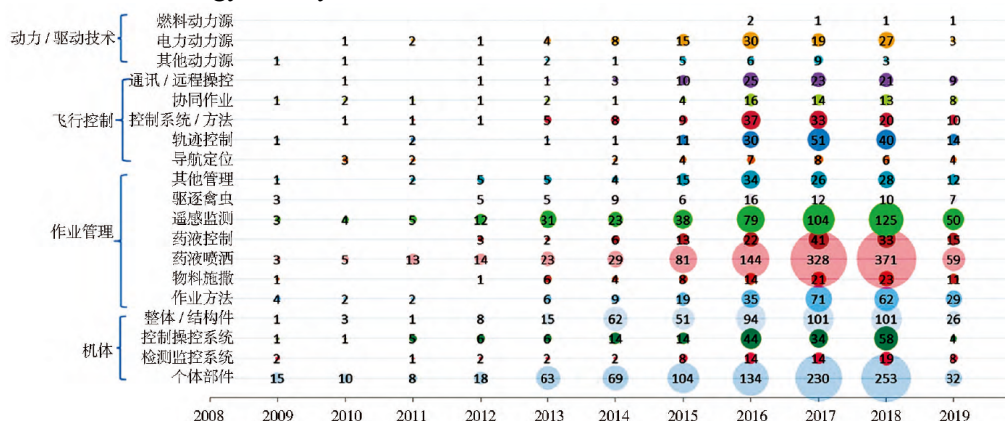 燃料动力源 2 1 1 1
动力 / 驱动技术 电力动力源 1 2 1 4 8 15 30 19 27 3
其他动力源 1 1 1 2 1 5 6 9 3
通讯 / 远程操控 1 1 1 3 10 25 23 21 9
协同作业 1 2 1 1 2 1 4 16 14 13 8
飞行控制 控制系统 / 方法 1 1 1 5 8 9 37 33 20 10
轨迹控制 1 2 1 1 11 30 51 40 14
导航定位 3 2 2 4 7 8 6 4
其他管理 1 2 5 5 4 15 34 26 28 12
驱逐禽虫 3 5 5 9 6 16 12 10 7
作业管理 遥感监测 3 4 5 12 31 23 38 79 104 125 50
药液控制 3 2 6 13 22 41 33 15
药液喷洒 3 5 13 14 23 29 81 144 328 371 59
物料施撒 1 1 6 4 8 14 21 23 11
作业方法 4 2 2 6 9 19 35 71 62 29
整体 / 结构件 1 3 1 8 15 62 51 94 101 101 26
机体 控制操控系统 1 1 5 6 6 14 14 44 34 58 4
检测监控系统 2 1 2 2 2 8 14 14 19 8
个体部件 15 10 8 18 63 69 104 134 230 253 32
2008 2009 2010 2011 2012 2013 2014 2015 2016 2017 2018 2019